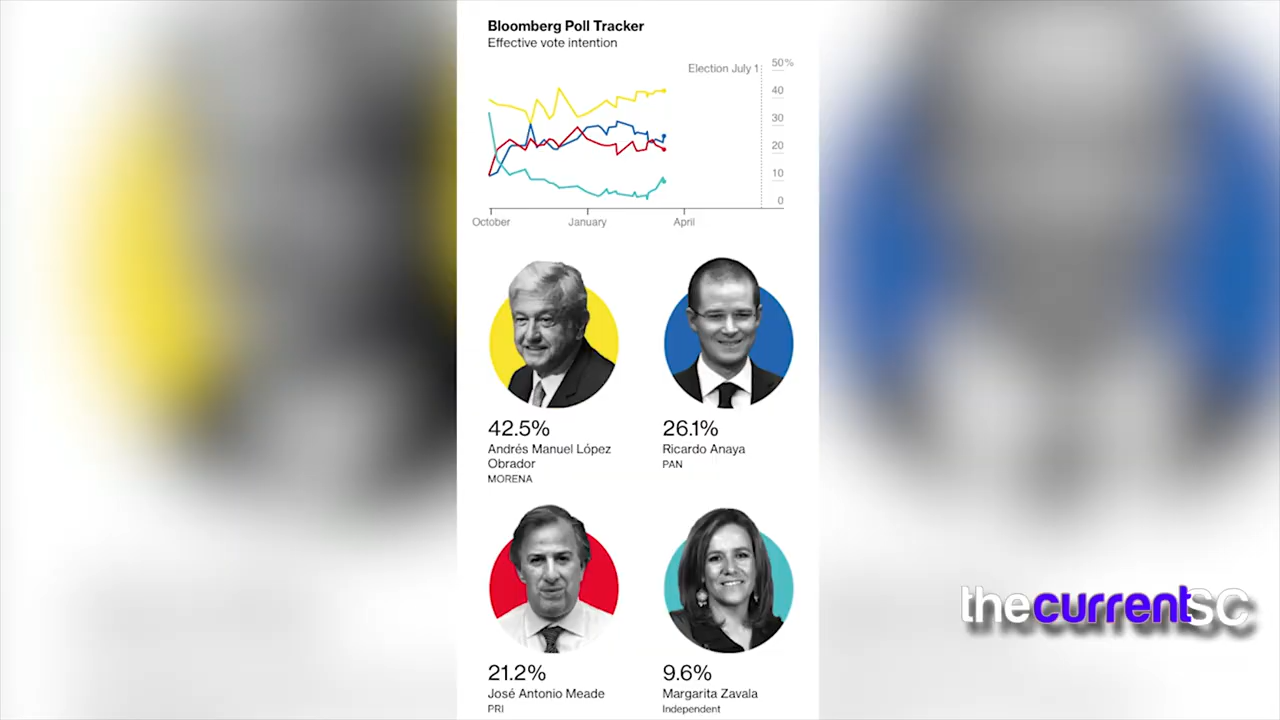 Bloomberg Poll Tracker
Effective vote intention
Election July 1
50%
40
30
20
10
0
October January April
42.5%
Andrés Manuel López
Obrador
MORENA
26.1%
Ricardo Anaya
PAN
21.2%
José Antonio Meade
PRI
9.6%
Margarita Zavala
Independent
thecurrentSC